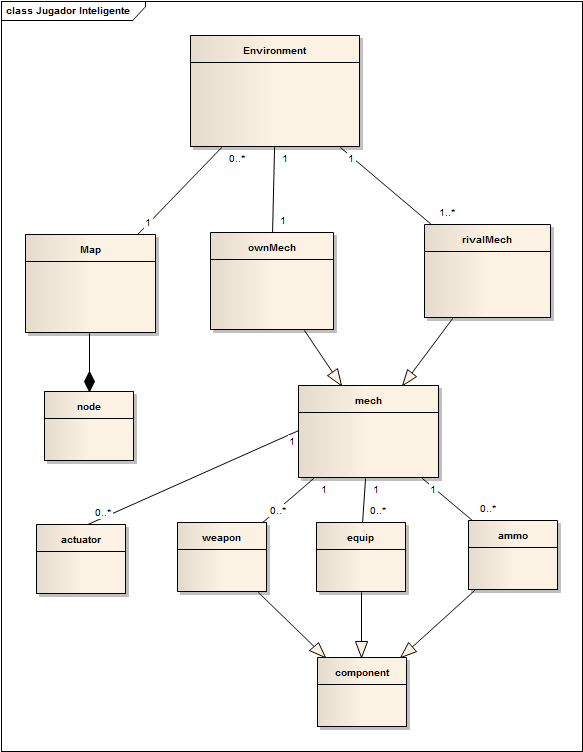 class Jugador Inteligente
Environment
0..*
1
1
1
1
1..*
Map
ownMech
rivalMech
node
mech
1
1
1
1
0..*
0..*
0..*
0..*
actuator
weapon
equip
ammo
component